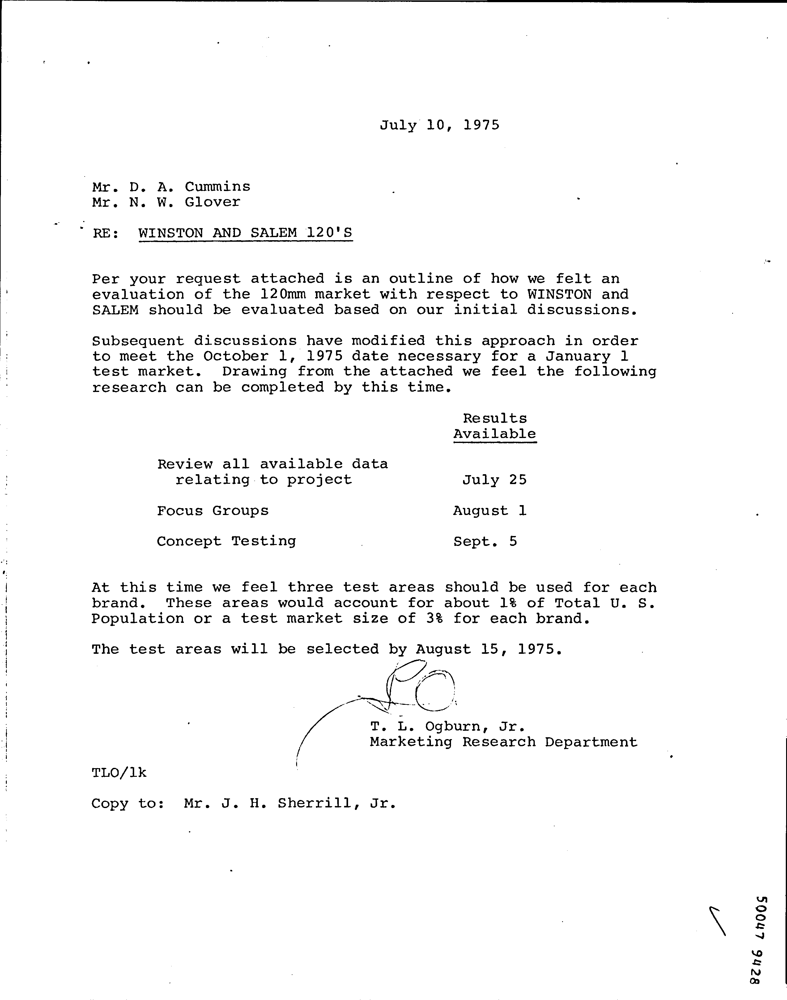 July 10, 1975
Mr. D. A. Cummins
Mr. N. W. Glover
RE: WINSTON AND SALEM 120'S
Per your request attached is an outline of how we felt an
evaluation of the 120mm market with respect to WINSTON and
SALEM should be evaluated based on our initial discussions.
Subsequent discussions have modified this approach in order
to meet the October 1, 1975 date necessary for a January 1
test market. Drawing from the attached we feel the following
research can be completed by this time.
Results
Available
Review all available data
relating to project July 25
Focus Groups August 1
Concept Testing Sept. 5
At this time we feel three test areas should be used for each
brand. These areas would account for about 1% of Total U. S.
Population or a test market size of 3% for each brand.
The test areas will be selected by August 15, 1975.
T. L. Ogburn, Jr.
Marketing Research Department
TLO/lk
Copy to: Mr. J. H. Sherrill, Jr.
50047 9428